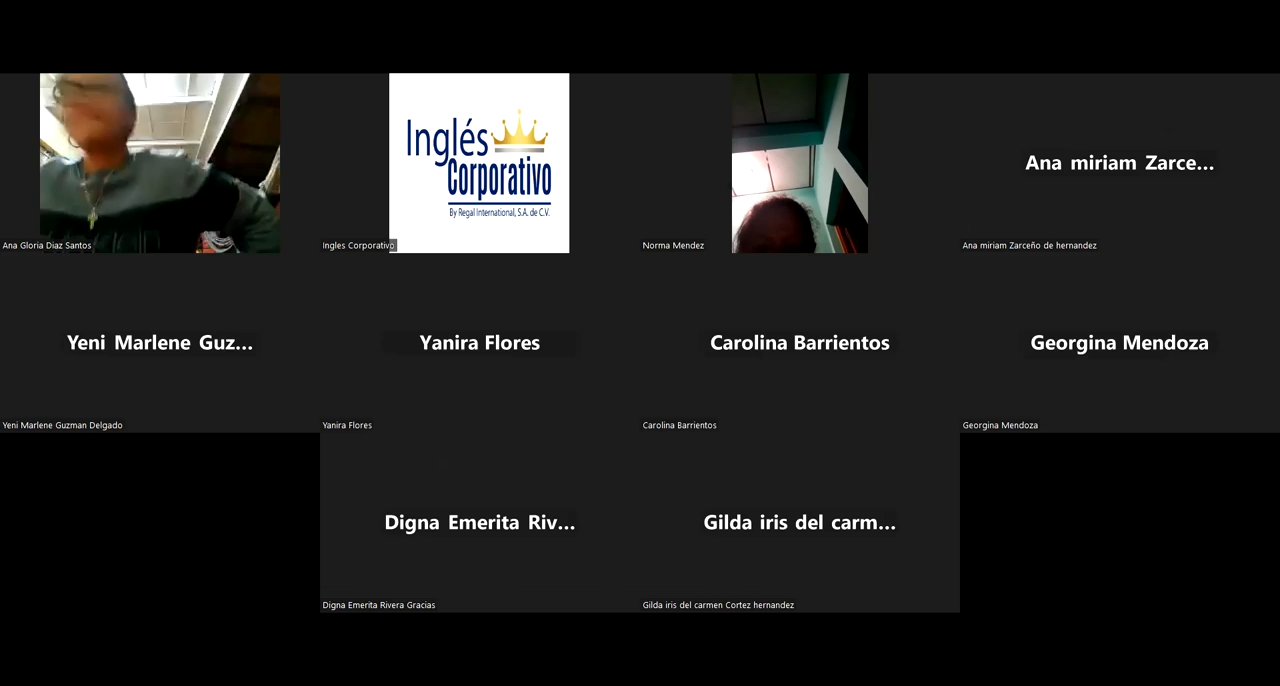 Inglés
Corporativo
By Regal International, S.A. de C.V.
Ana miriam Zarce...
Ana Gloria Diaz Santos
Ingles Corporativo
Norma Mendez
Ana miriam Zarceño de hernandez
Yeni Marlene Guz...
Yanira Flores
Carolina Barrientos
Georgina Mendoza
Yeni Marlene Guzman Delgado
Yanira Flores
Carolina Barrientos
Georgina Mendoza
Digna Emerita Riv...
Gilda iris del carm...
Digna Emerita Rivera Gracias
Gilda iris del carmen Cortez hernandez